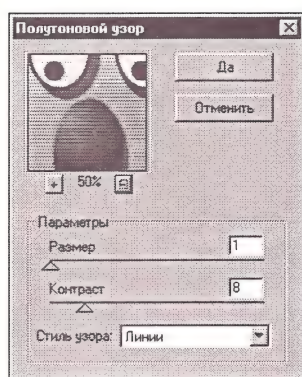 Полутоновой узор
Да
Отменить
+ 50%
Параметры
Размер 1
Контраст 8
Стиль узора: Линии